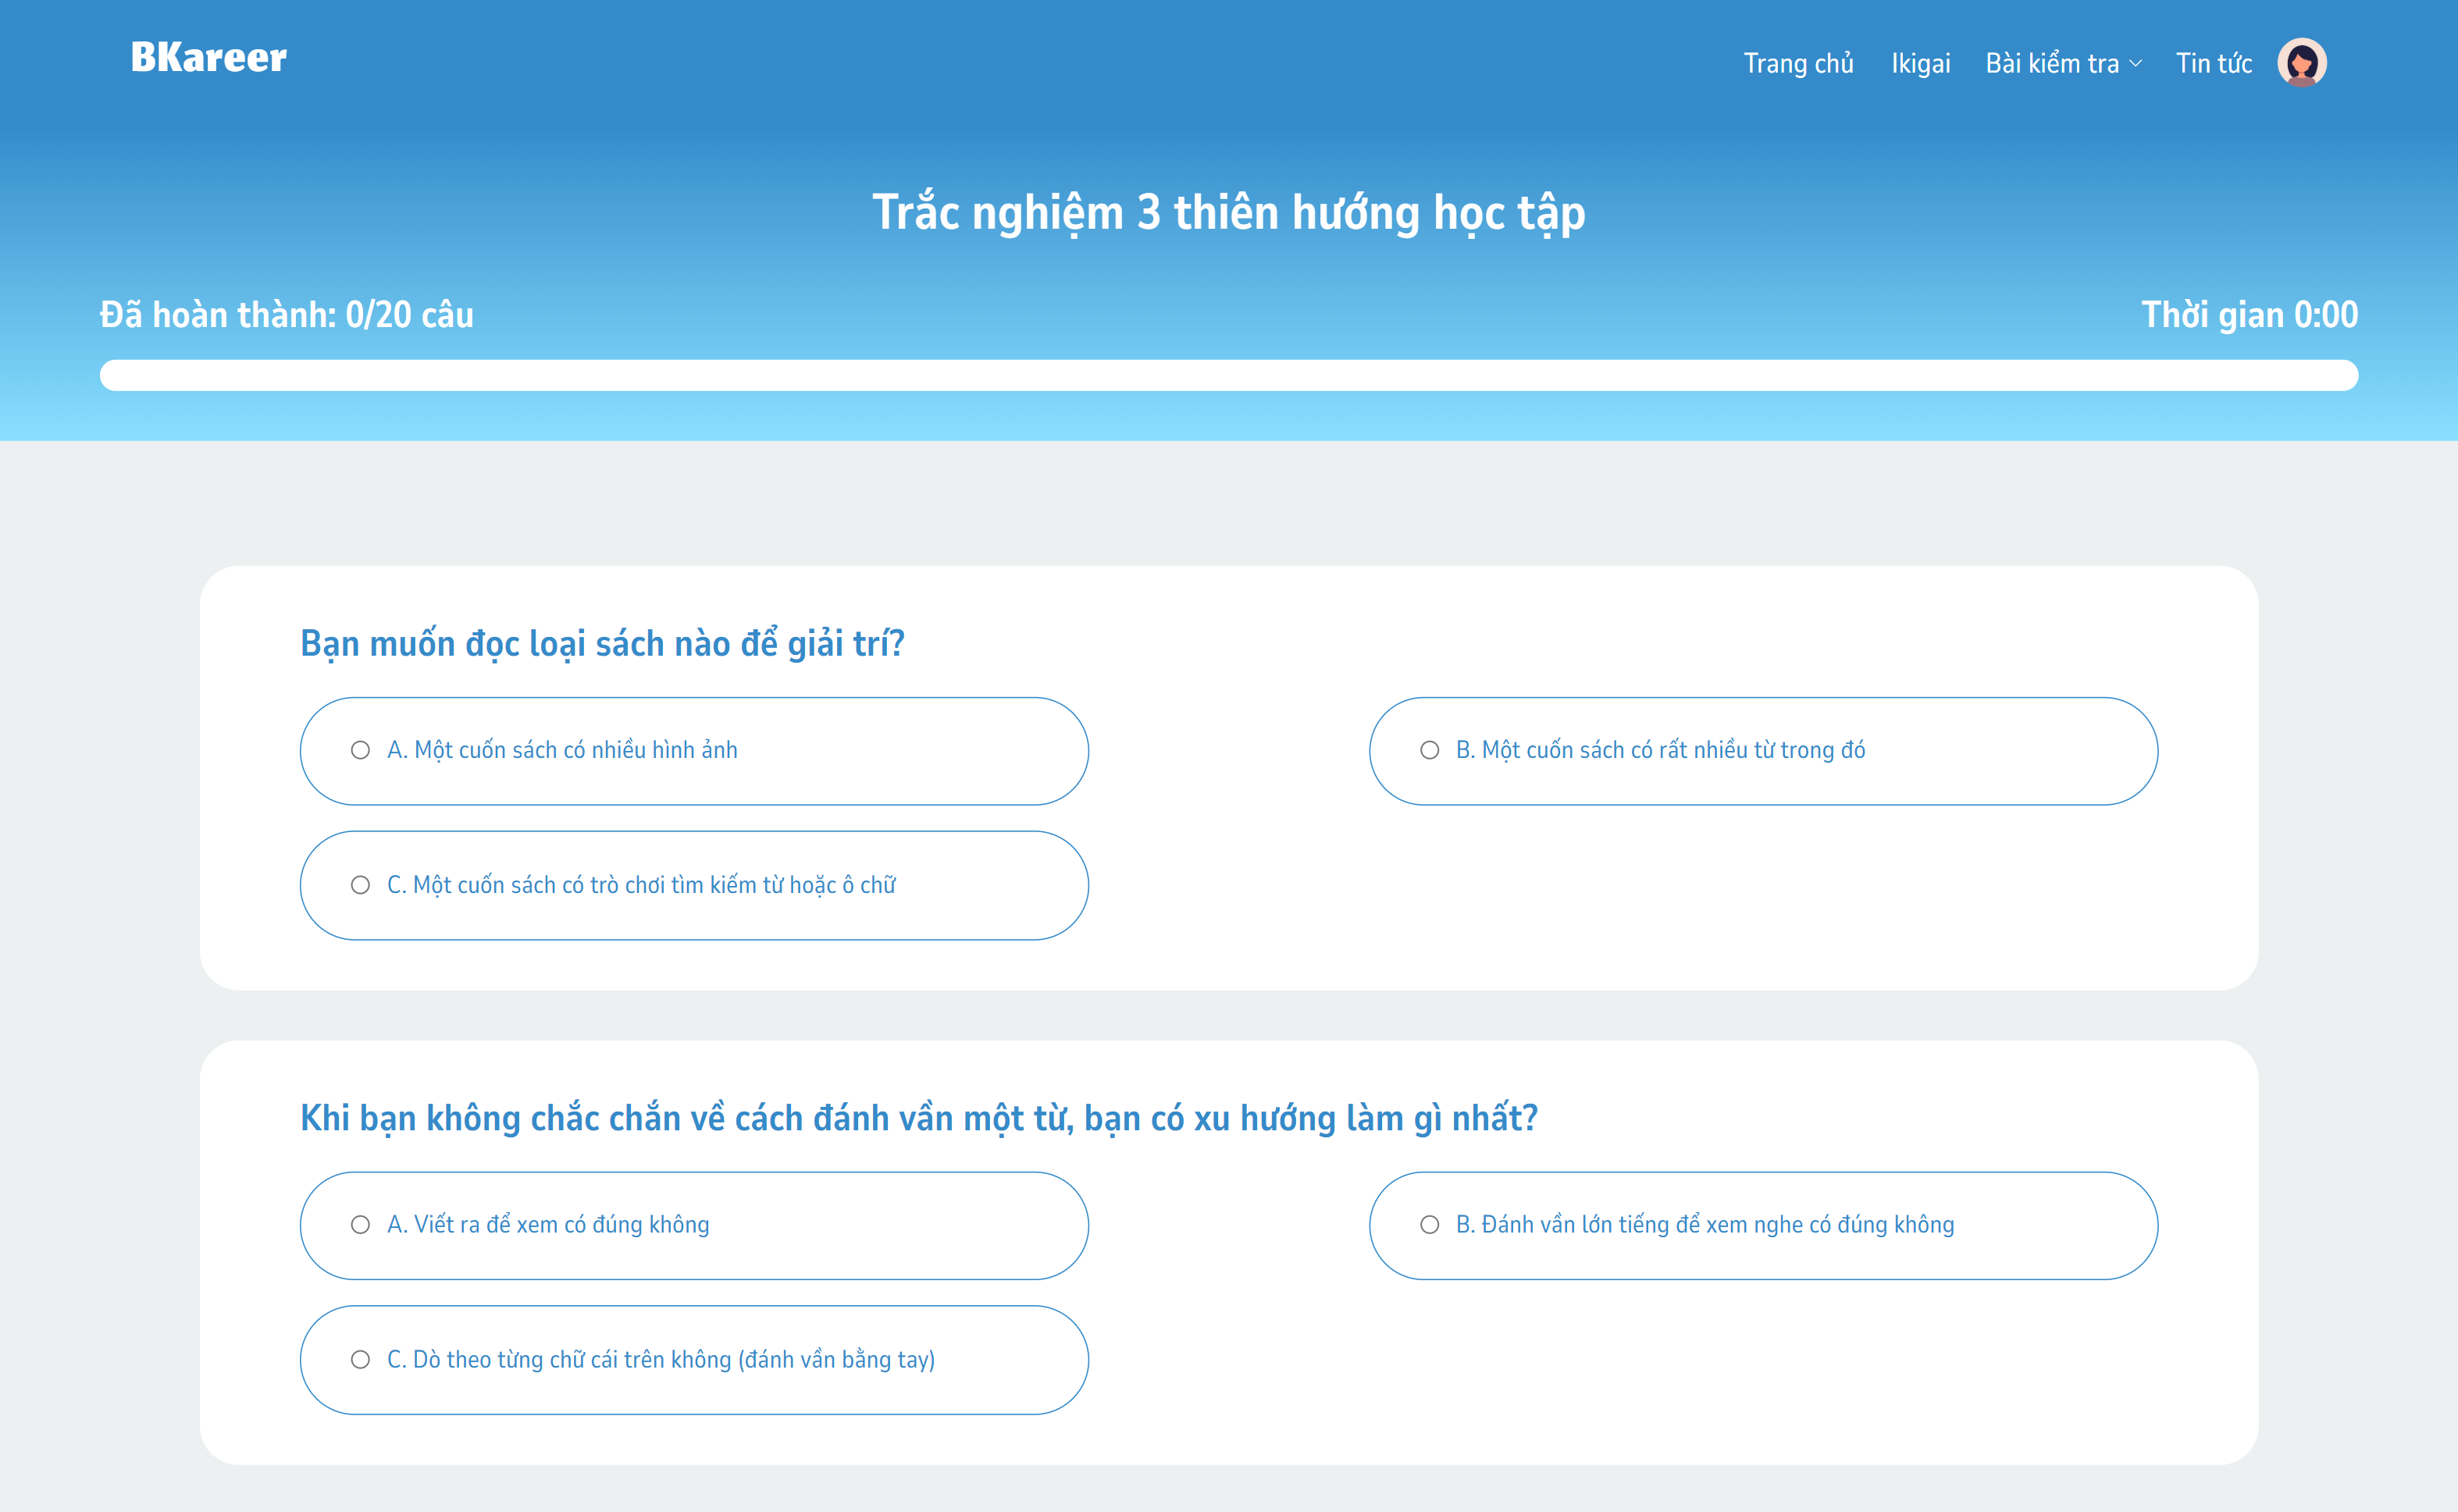 BKareer
Trang chủ Ikigai Bài kiểm tra Tin tức
Trắc nghiệm 3 thiên hướng học tập
Đã hoàn thành: 0/20 câu
Thời gian 0:00
Bạn muốn đọc loại sách nào để giải trí?
A. Một cuốn sách có nhiều hình ảnh
B. Một cuốn sách có rất nhiều từ trong đó
C. Một cuốn sách có trò chơi tìm kiếm từ hoặc ô chữ
Khi bạn không chắc chắn về cách đánh vần một từ, bạn có xu hướng làm gì nhất?
A. Viết ra để xem có đúng không
B. Đánh vần lớn tiếng để xem nghe có đúng không
C. Dò theo từng chữ cái trên không (đánh vần bằng tay)